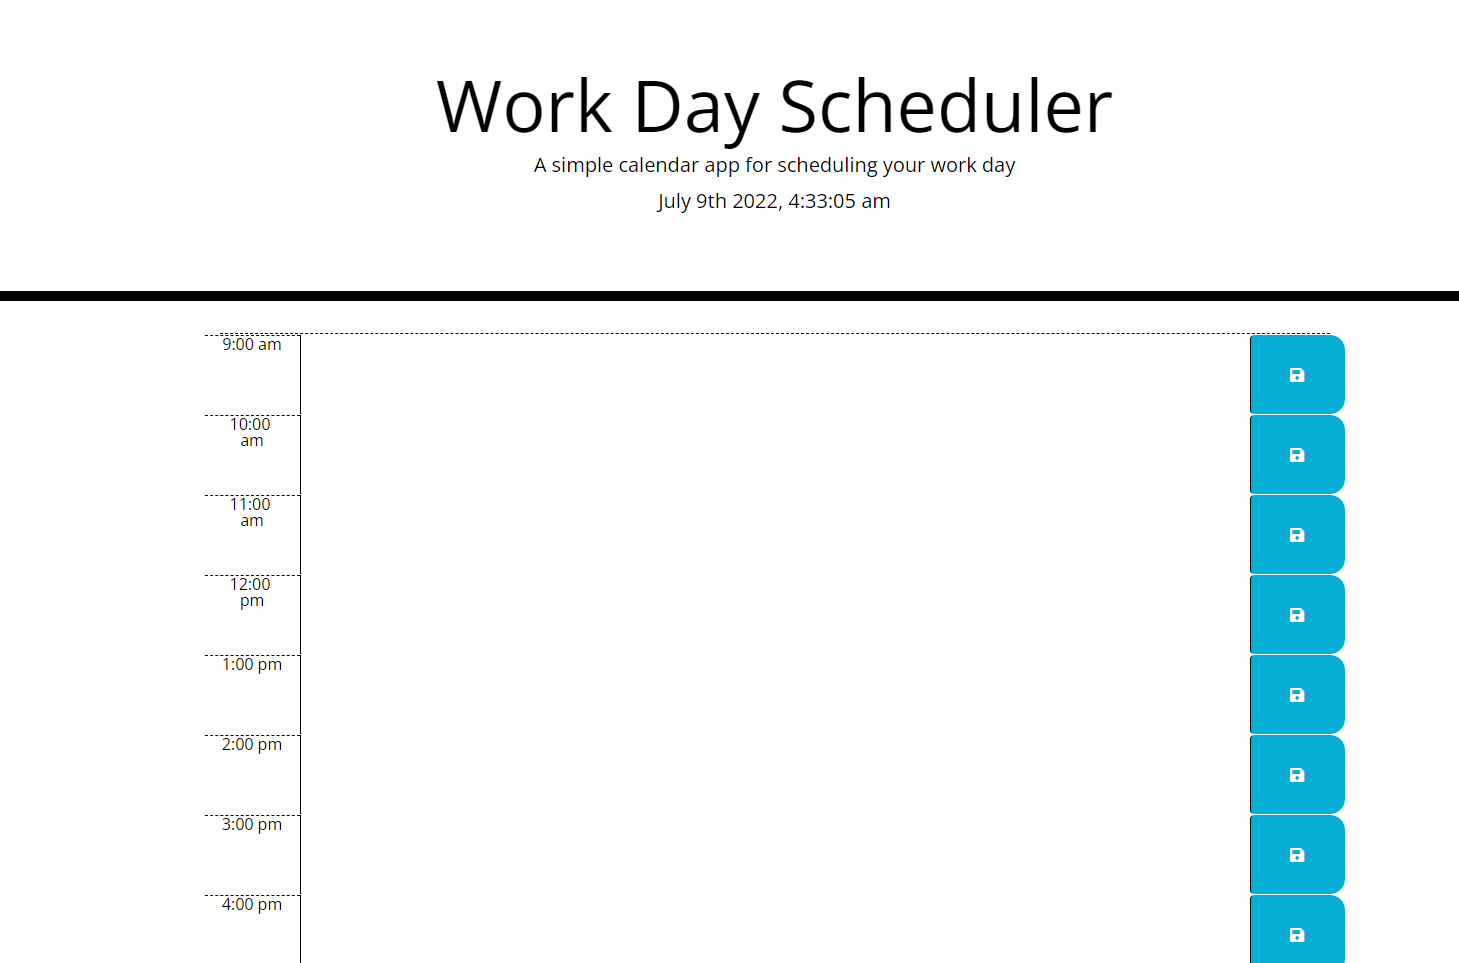 Work Day Scheduler
A simple calendar app for scheduling your work day
July 9th 2022, 4:33:05 am
9:00 am
10:00
am
11:00
am
12:00
pm
1:00 pm
2:00 pm
3:00 pm
4:00 pm